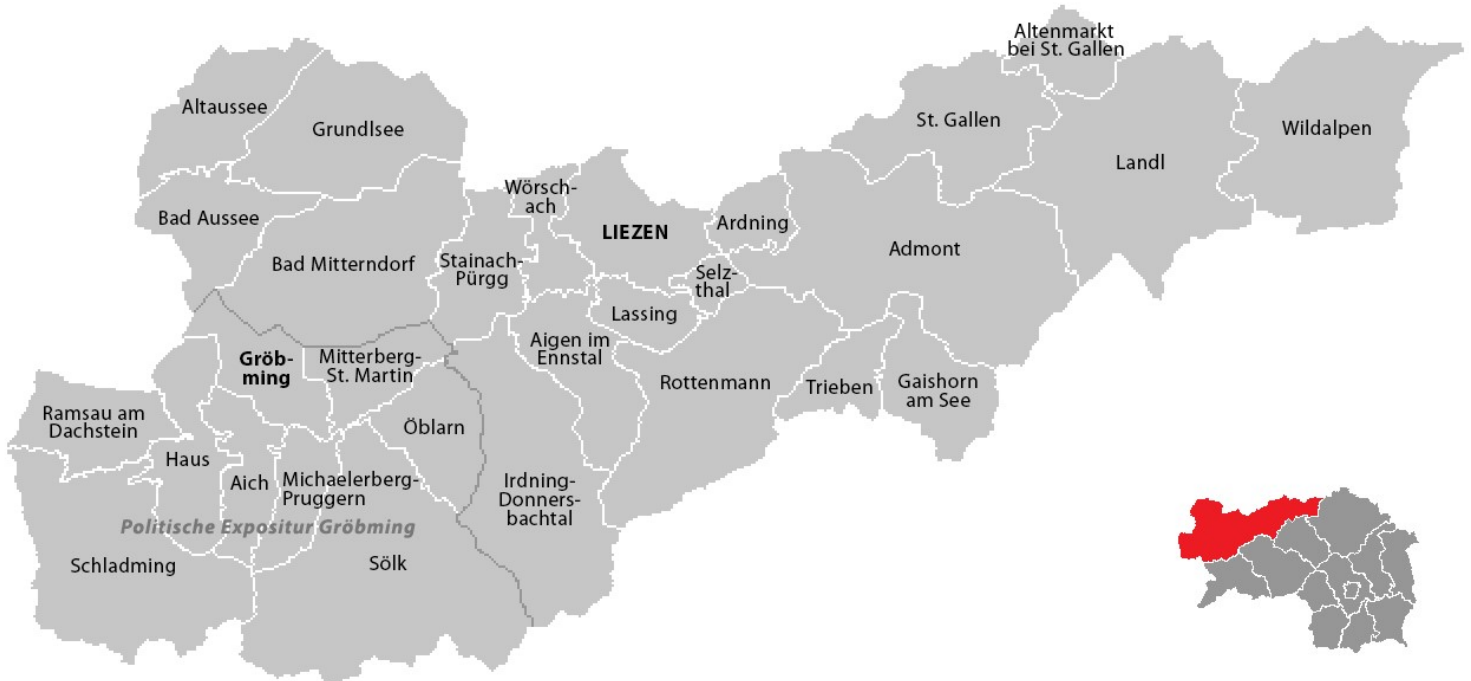 Altenmarkt
bei St. Gallen
Altaussee
Grundlsee
St. Gallen
Wildalpen
Landl
Wörsch-
ach
Bad Aussee
LIEZEN
Ardning
Admont
Bad Mitterndorf
Stainach-
Pürgg
Selz-
thal
Lassing
Aigen im
Ennstal
Gröb-
ming
Mitterberg-
St. Martin
Rottenmann
Trieben
Gaishorn
am See
Ramsau am
Dachstein
Öblarn
Haus
Aich
Michaelerberg-
Pruggern
Irdning-
Donners-
bachtal
Politische Expositur Gröbming
Schladming
Sölk